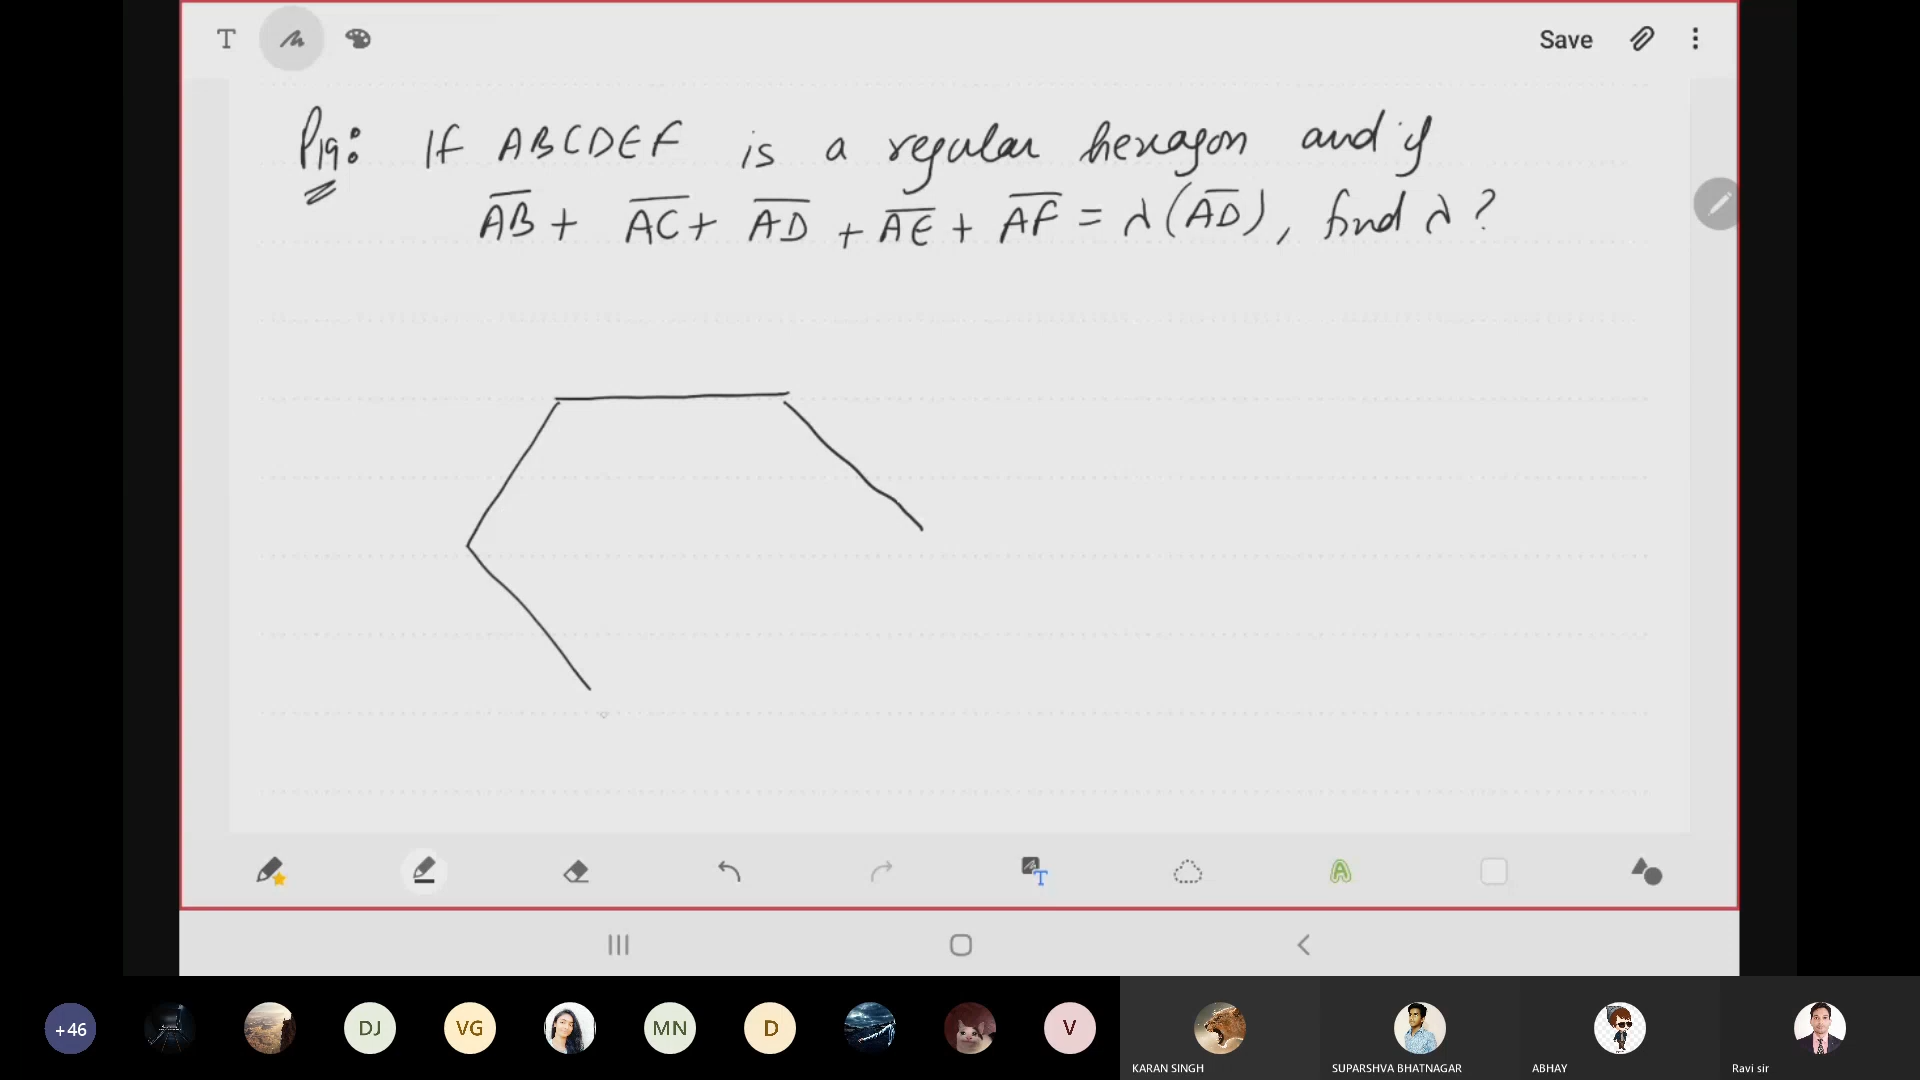 T Save
P19: If ABCDEF is a regular hexagon and if
AB + AC + AD + AE + AF = λ(AD), find λ?
T
A
+46 DJ VG MN D V
KARAN SINGH SUPARSHVA BHATNAGAR ABHAY Ravi sir